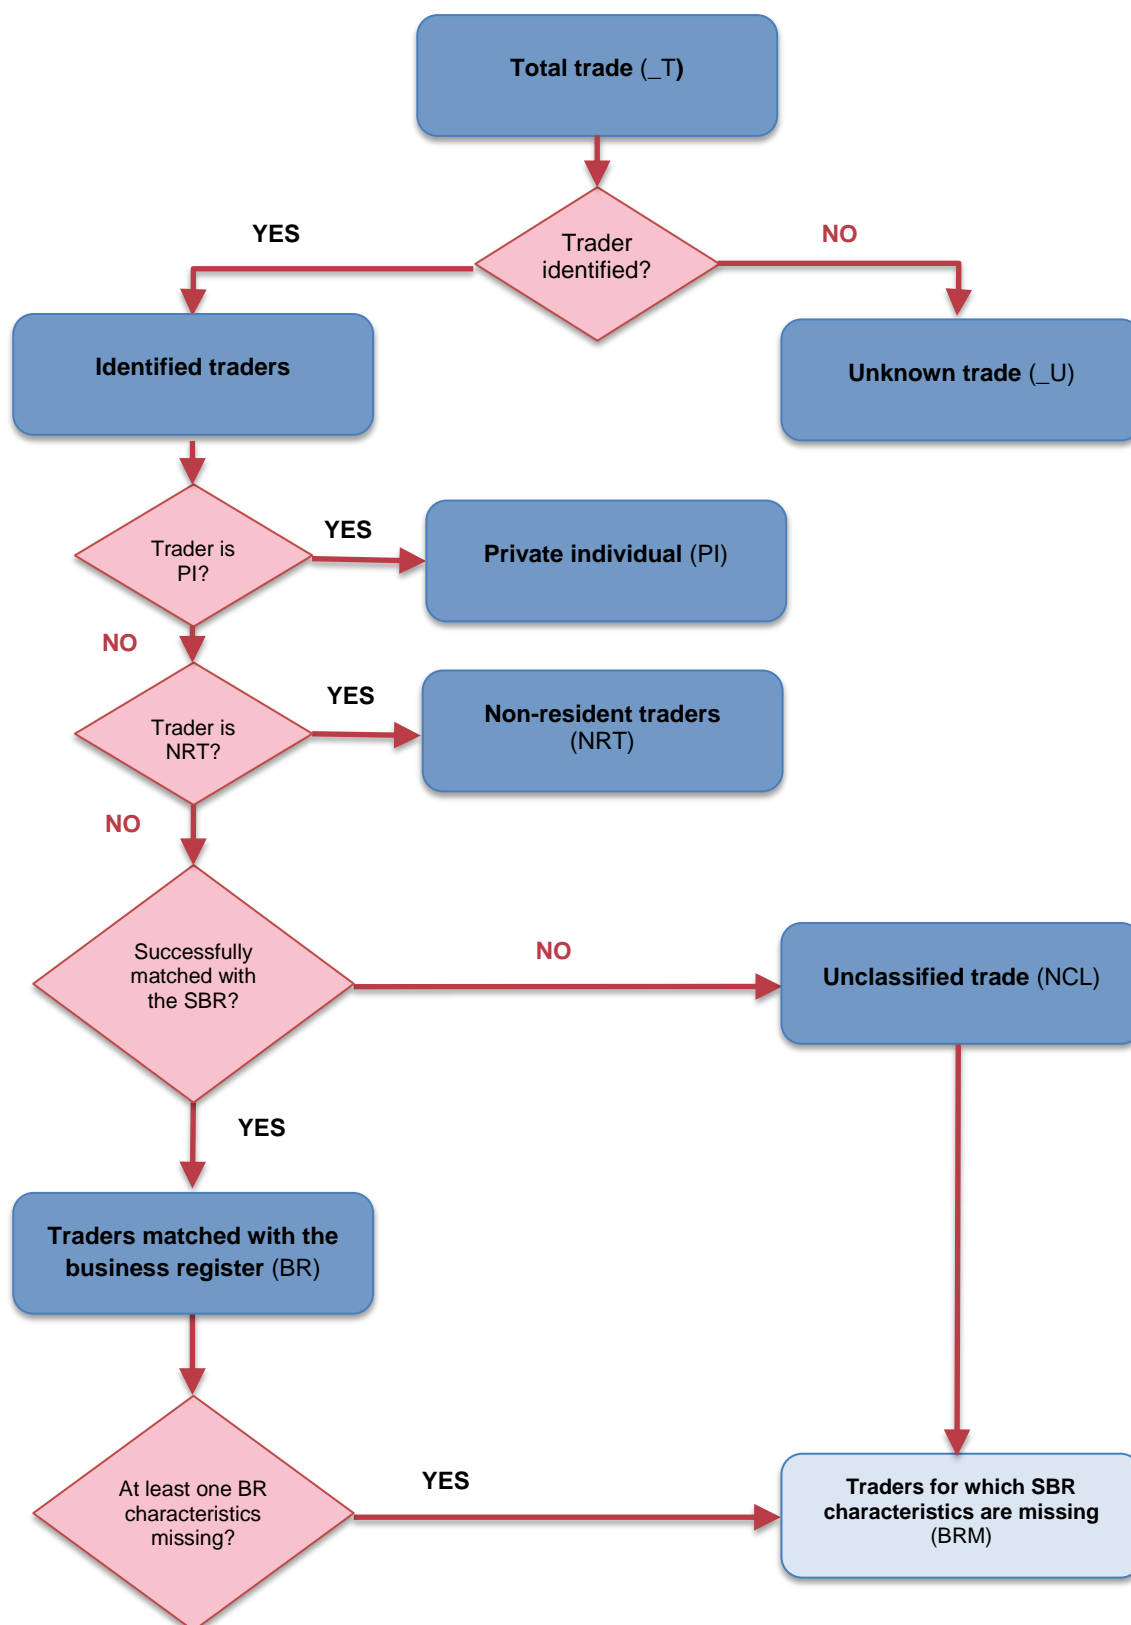 Total trade (_T)
Trader
identified?
YES
NO
Identified traders
Unknown trade (_U)
Trader is
PI?
YES
Private individual (PI)
NO
Trader is
NRT?
YES
Non-resident traders
(NRT)
NO
Successfully
matched with
the SBR?
NO
Unclassified trade (NCL)
YES
Traders matched with the
business register (BR)
At least one BR
characteristics
missing?
YES
Traders for which SBR
characteristics are missing
(BRM)